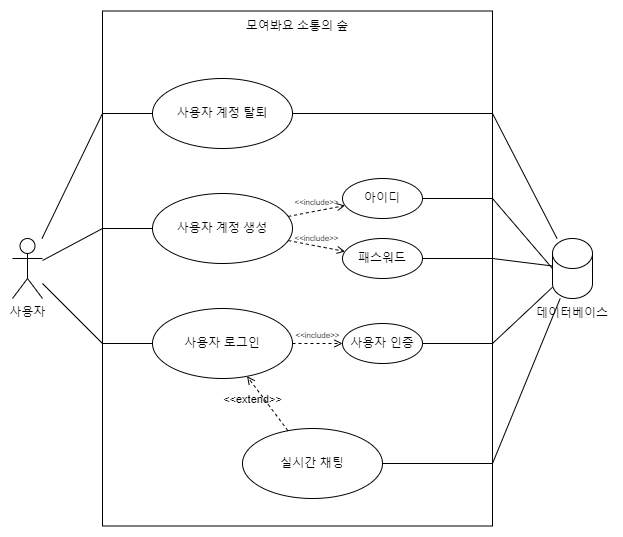 모여봐요 소통의 숲
사용자 계정 탈퇴
사용자 계정 생성
<<include>>
아이디
<<include>>
패스워드
사용자
데이터베이스
사용자 로그인
<<include>>
사용자 인증
<<extend>>
실시간 채팅